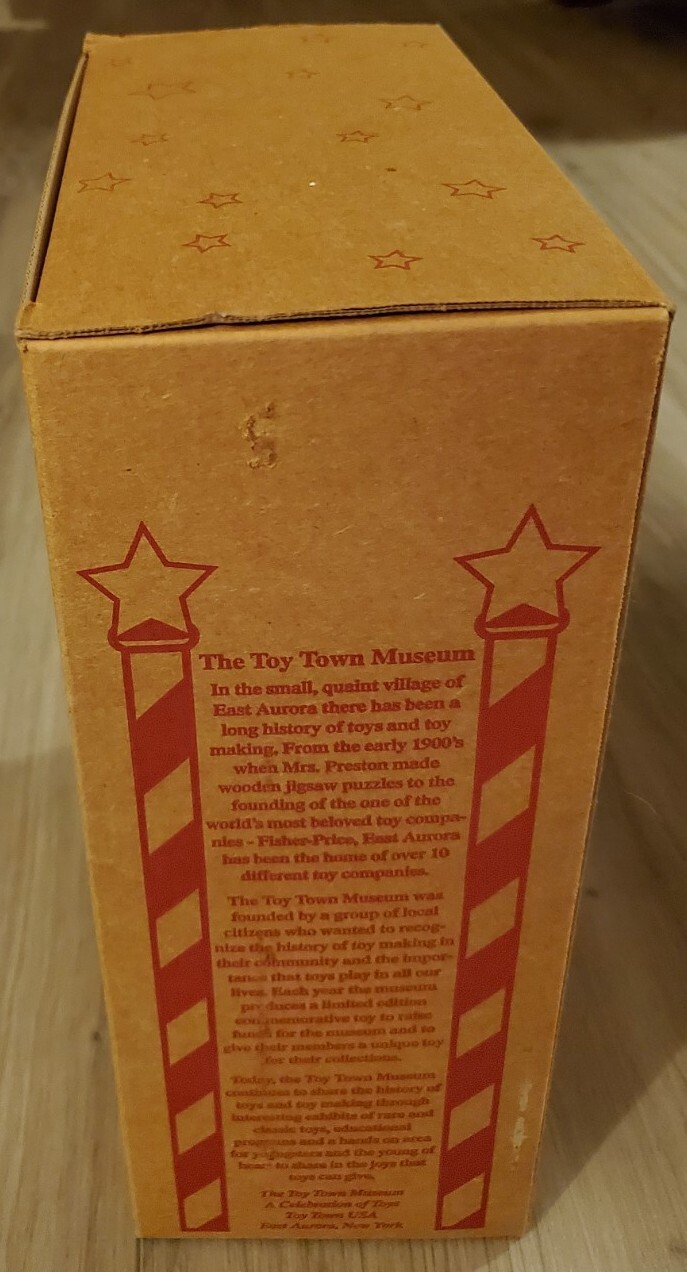 The Toy Town Museum
In the small, quaint village of
East Aurora there has been a
long history of toys and toy
making. From the early 1900's
when Mrs. Preston made
wooden jigsaw puzzles to the
founding of the one of the
world's most beloved toy compa-
nies - Fisher-Price, East Aurora
has been the home of over 10
different toy companies.
The Toy Town Museum was
founded by a group of local
citizens who wanted to recog-
nize the history of toy making in
their community and the impor-
tance that toys play in all our
lives. Each year the museum
produces a limited edition
commemorative toy to raise
funds for the museum and to
give their members a unique toy
for their collections.
Today, the Toy Town Museum
continues to share the history of
toys and toy making through
interesting exhibits of rare and
classic toys, educational
programs and a hands on area
for youngsters and the young of
heart to share in the joys that
toys can give.
The Toy Town Museum
A Celebration of Toys
Toy Town USA
East Aurora, New York